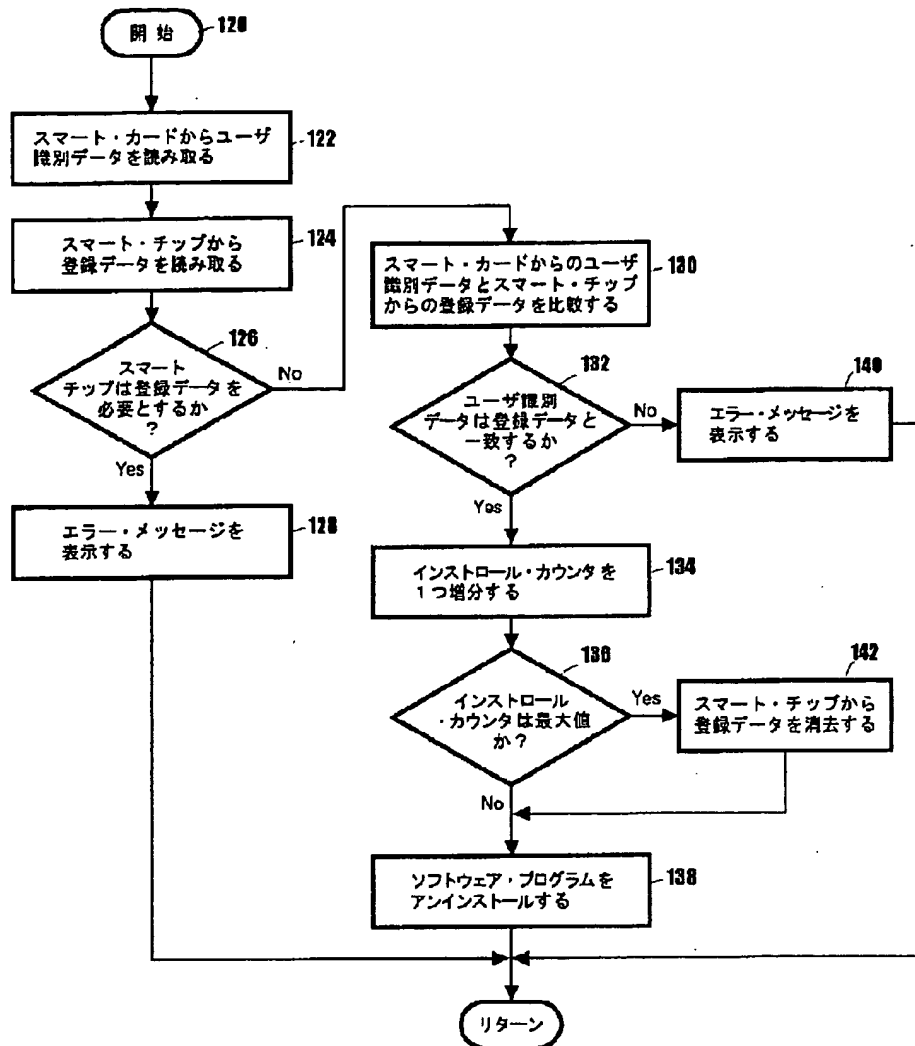 開始
120
スマート・カードからユーザ
識別データを読み取る
122
スマート・チップから
登録データを読み取る
124
126
スマート
チップは登録データを
必要とするか
?
No
Yes
エラー・メッセージを
表示する
128
スマート・カードからのユーザ
識別データとスマート・チップ
からの登録データを比較する
130
132
ユーザ識別
データは登録データと
一致するか
?
No
Yes
140
エラー・メッセージを
表示する
インストロール・カウンタを
1つ増分する
134
136
インストロール
・カウンタは最大値
か?
Yes
No
142
スマート・チップから
登録データを消去する
ソフトウェア・プログラムを
アンインストールする
138
リターン